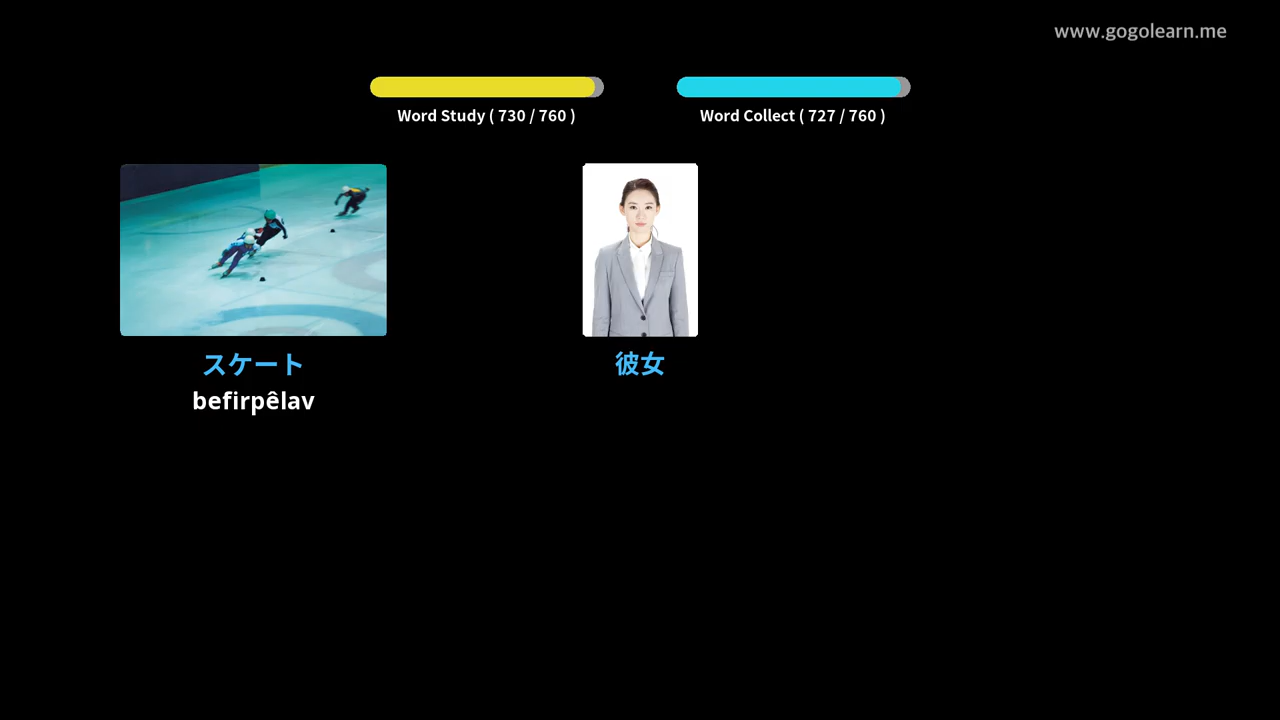 www.gogolearn.me
Word Study ( 730 / 760 )
Word Collect ( 727 / 760 )
スケート
befirpêlav
彼女